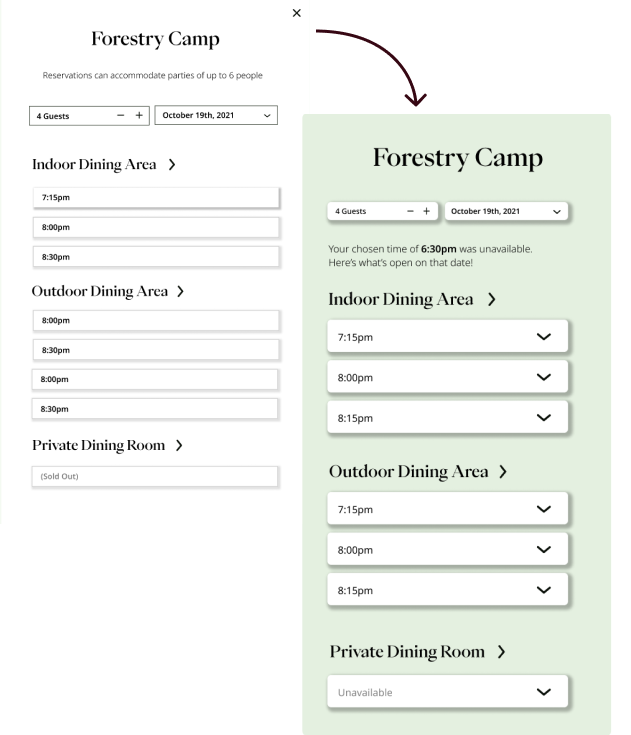 Forestry Camp
Reservations can accommodate parties of up to 6 people
4 Guests
October 19th, 2021
Indoor Dining Area
7:15pm
8:00pm
8:30pm
Outdoor Dining Area
8:00pm
8:30pm
8:00pm
8:30pm
Private Dining Room
(Sold Out)
Forestry Camp
4 Guests
October 19th, 2021
Your chosen time of 6:30pm was unavailable.
Here’s what’s open on that date!
Indoor Dining Area
7:15pm
8:00pm
8:15pm
Outdoor Dining Area
7:15pm
8:00pm
8:15pm
Private Dining Room
Unavailable